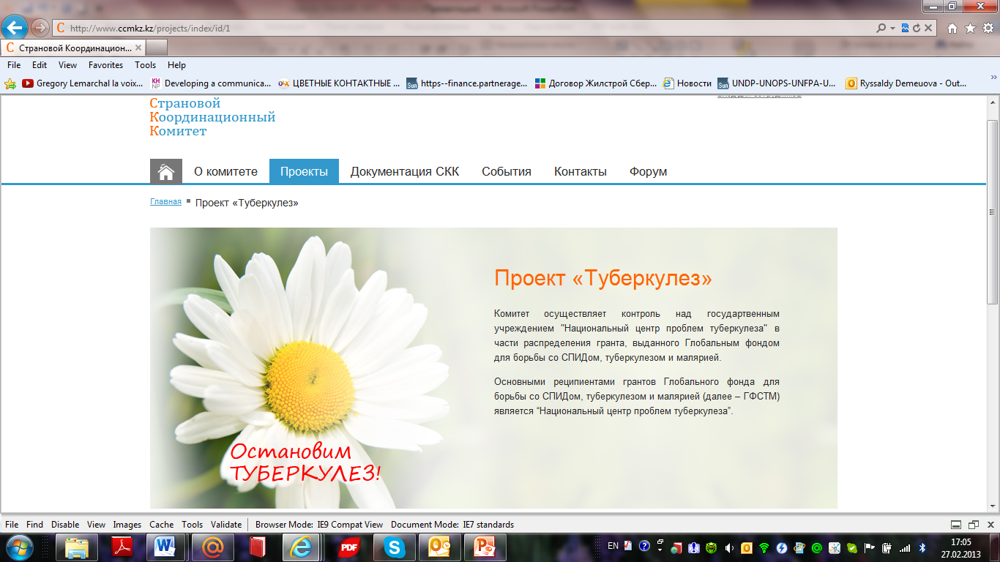 http://www.ccmkz.kz/projects/index/id/1
Страновой Координацион...
File Edit View Favorites Tools Help
Gregory Lemarchal la voix... Developing a communica... ЦВЕТНЫЕ КОНТАКТНЫЕ ... https--finance.partnerage... Договор Жилстрой Сбер... Новости UNDP-UNOPS-UNFPA-U... Ryssaldy Demeuova - Out...
Страновой
Координационный
Комитет
О комитете Проекты Документация СКК События Контакты Форум
Главная Проект «Туберкулез»
Проект «Туберкулез»
Комитет осуществляет контроль над государтвенным
учреждением "Национальный центр проблем туберкулеза" в
части распределения гранта, выданного Глобальным фондом
для борьбы со СПИДом, туберкулезом и малярией.
Основными реципиентами грантов Глобального фонда для
борьбы со СПИДом, туберкулезом и малярией (далее – ГФСТМ)
является “Национальный центр проблем туберкулеза”.
Остановим
ТУБЕРКУЛЕЗ!
File Find Disable View Images Cache Tools Validate Browser Mode: IE9 Compat View Document Mode: IE7 standards
EN 17:05
27.02.2013